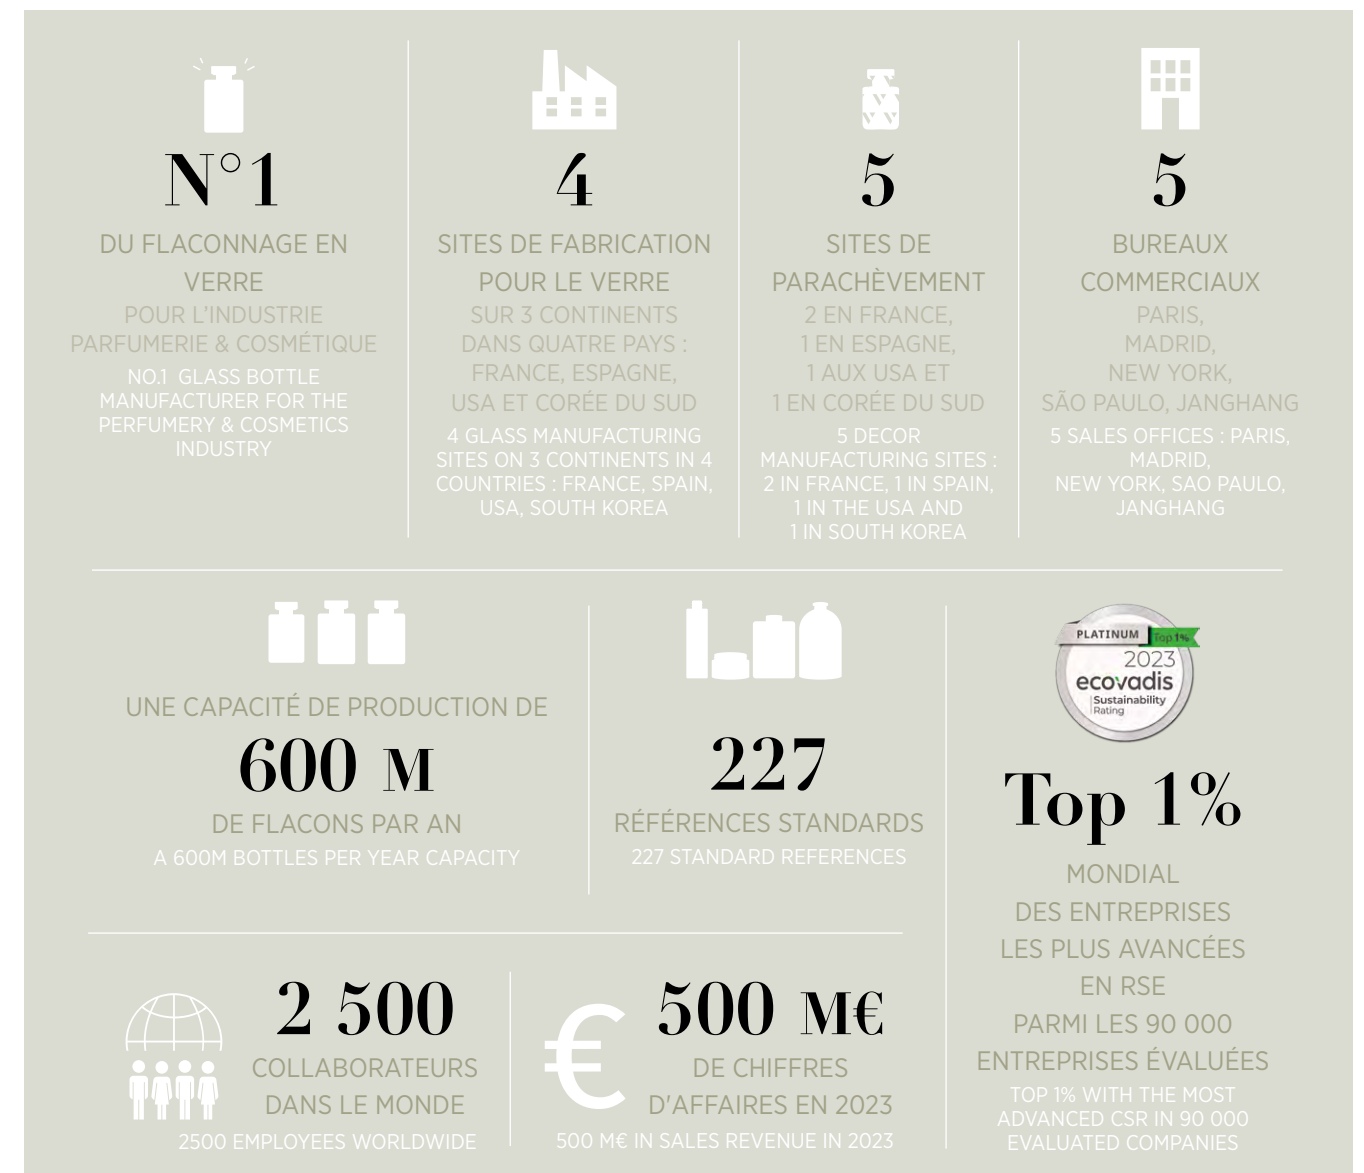 N°1
DU FLACONNAGE EN
VERRE
POUR L'INDUSTRIE
PARFUMERIE & COSMÉTIQUE
NO.1 GLASS BOTTLE
MANUFACTURER FOR THE
PERFUMERY & COSMETICS
INDUSTRY
4
SITES DE FABRICATION
POUR LE VERRE
SUR 3 CONTINENTS
DANS QUATRE PAYS :
FRANCE, ESPAGNE,
USA ET CORÉE DU SUD
4 GLASS MANUFACTURING
SITES ON 3 CONTINENTS IN 4
COUNTRIES : FRANCE, SPAIN,
USA, SOUTH KOREA
5
SITES DE
PARACHÈVEMENT
2 EN FRANCE,
1 EN ESPAGNE,
1 AUX USA ET
1 EN CORÉE DU SUD
5 DECOR
MANUFACTURING SITES :
2 IN FRANCE, 1 IN SPAIN,
1 IN THE USA AND
1 IN SOUTH KOREA
5
BUREAUX
COMMERCIAUX
PARIS,
MADRID,
NEW YORK,
SÃO PAULO, JANGHANG
5 SALES OFFICES : PARIS,
MADRID,
NEW YORK, SAO PAULO,
JANGHANG
UNE CAPACITÉ DE PRODUCTION DE
600 M
DE FLACONS PAR AN
A 600M BOTTLES PER YEAR CAPACITY
227
RÉFÉRENCES STANDARDS
227 STANDARD REFERENCES
PLATINUM Top 1%
2023
ecovadis
Sustainability
Rating
Top 1%
MONDIAL
DES ENTREPRISES
LES PLUS AVANCÉES
EN RSE
PARMI LES 90 000
ENTREPRISES ÉVALUÉES
TOP 1% WITH THE MOST
ADVANCED CSR IN 90 000
EVALUATED COMPANIES
2 500
COLLABORATEURS
DANS LE MONDE
2500 EMPLOYEES WORLDWIDE
€
500 M€
DE CHIFFRES
D'AFFAIRES EN 2023
500 M€ IN SALES REVENUE IN 2023